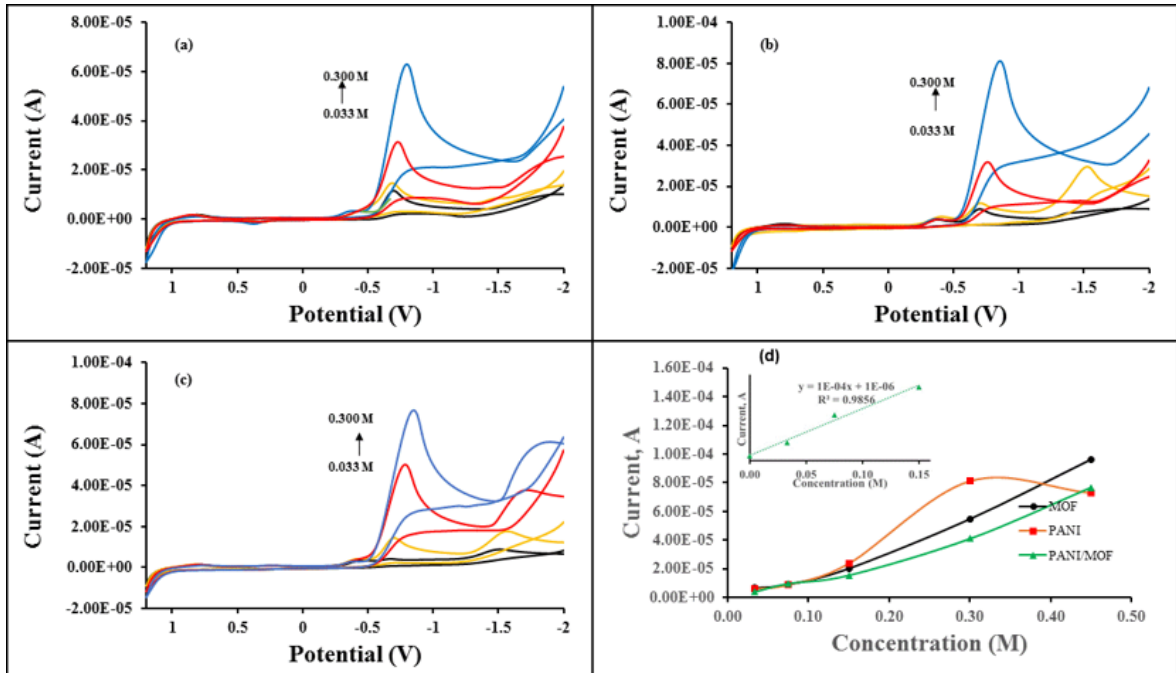 (a)
8.00E-05
6.00E-05
4.00E-05
2.00E-05
0.00E+00
-2.00E-05
Current (A)
0.300 M
0.033 M
1 0.5 0 -0.5 -1 -1.5 -2
Potential (V)
(b)
1.00E-04
8.00E-05
6.00E-05
4.00E-05
2.00E-05
0.00E+00
-2.00E-05
Current (A)
0.300 M
0.033 M
1 0.5 0 -0.5 -1 -1.5 -2
Potential (V)
(c)
1.00E-04
8.00E-05
6.00E-05
4.00E-05
2.00E-05
0.00E+00
-2.00E-05
Current (A)
0.300 M
0.033 M
1 0.5 0 -0.5 -1 -1.5 -2
Potential (V)
(d)
1.60E-04
1.40E-04
1.20E-04
1.00E-04
8.00E-05
6.00E-05
4.00E-05
2.00E-05
0.00E+00
Current, A
y = 1E-04x + 1E-06
R² = 0.9856
Current, A
0.00 0.05 0.10 0.15
Concentration (M)
MOF
PANI
PANI/MOF
0.00 0.10 0.20 0.30 0.40 0.50
Concentration (M)